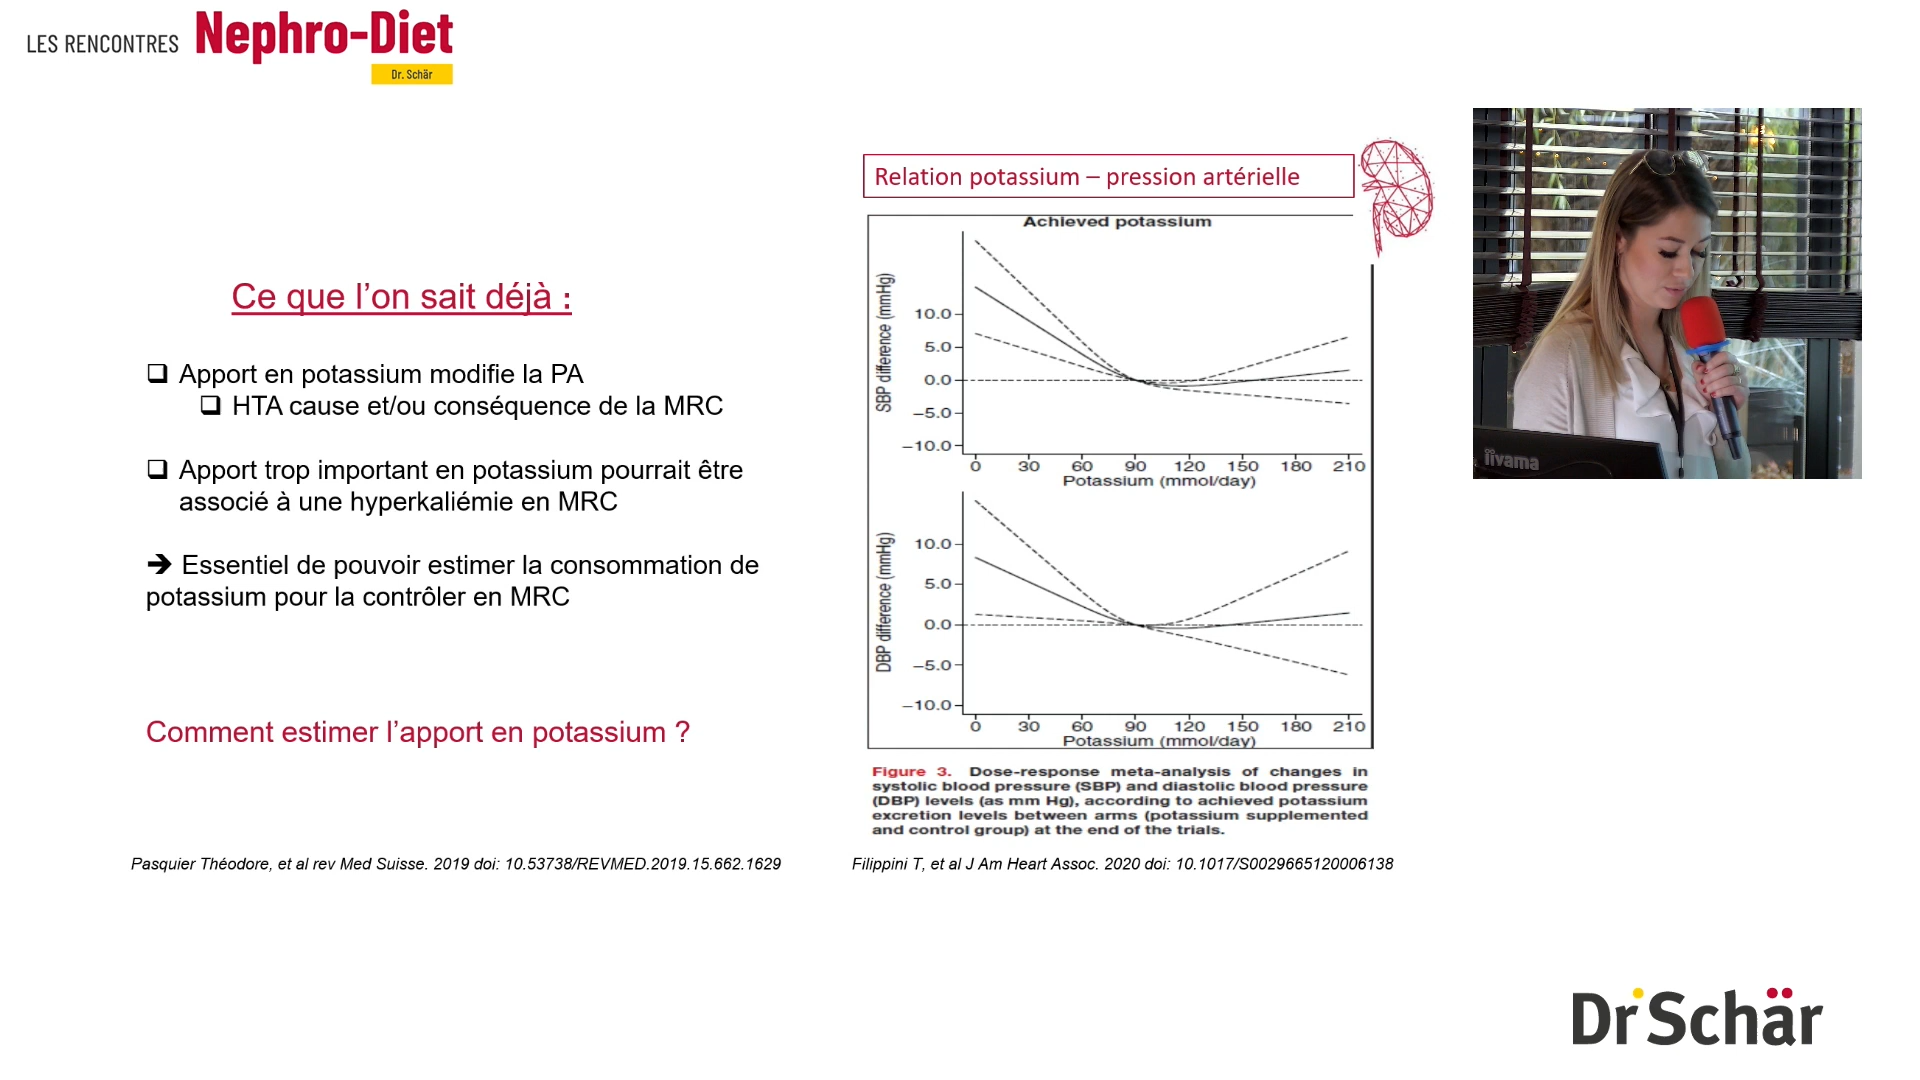 LES RENCONTRES Nephro-Diet
Dr. Schär
Relation potassium – pression artérielle
Ce que l’on sait déjà :
❑ Apport en potassium modifie la PA
❑ HTA cause et/ou conséquence de la MRC
❑ Apport trop important en potassium pourrait être
associé à une hyperkaliémie en MRC
➔ Essentiel de pouvoir estimer la consommation de
potassium pour la contrôler en MRC
Comment estimer l’apport en potassium ?
Pasquier Théodore, et al rev Med Suisse. 2019 doi: 10.53738/REVMED.2019.15.662.1629
Achieved potassium
SBP difference (mmHg)
10.0
5.0
0.0
−5.0
−10.0
0 30 60 90 120 150 180 210
Potassium (mmol/day)
DBP difference (mmHg)
10.0
5.0
0.0
−5.0
−10.0
0 30 60 90 120 150 180 210
Potassium (mmol/day)
Figure 3. Dose-response meta-analysis of changes in
systolic blood pressure (SBP) and diastolic blood pressure
(DBP) levels (as mm Hg), according to achieved potassium
excretion levels between arms (potassium supplemented
and control group) at the end of the trials.
Filippini T, et al J Am Heart Assoc. 2020 doi: 10.1017/S0029665120006138
iiyama
Dr Schär